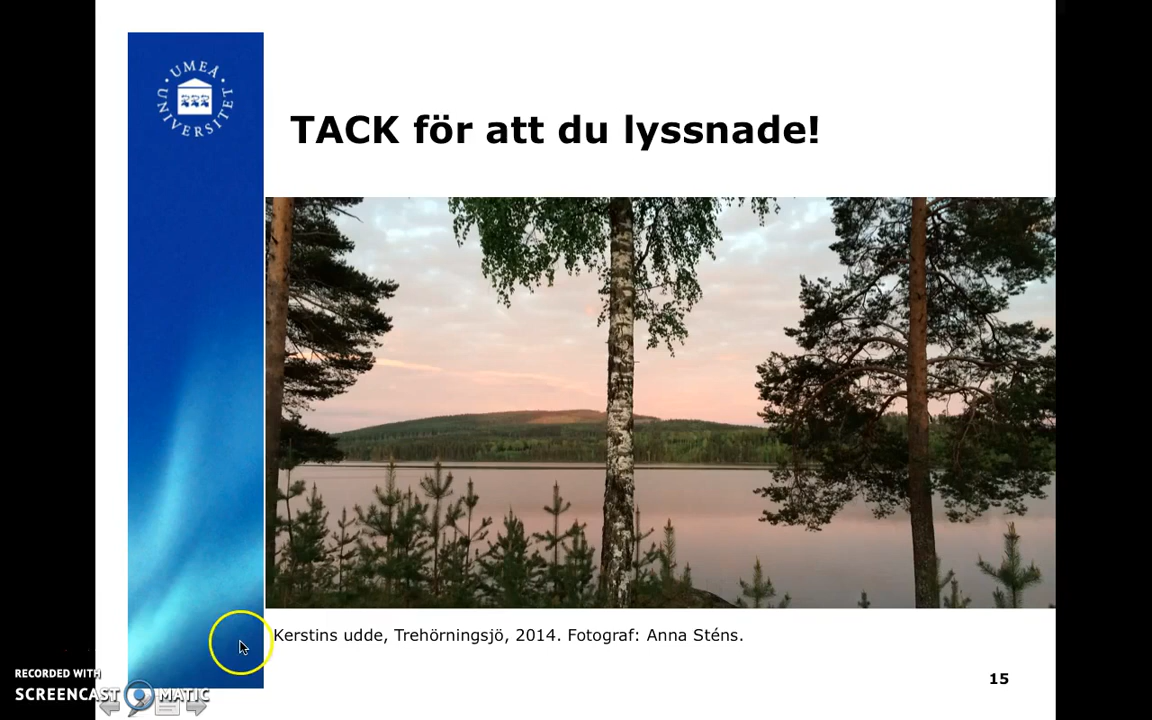 UMEÅ UNIVERSITET
TACK för att du lyssnade!
Kerstins udde, Trehörningsjö, 2014. Fotograf: Anna Sténs.
15
RECORDED WITH
SCREENCAST MATIC